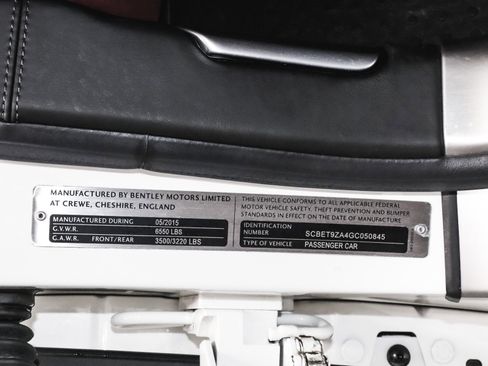 MANUFACTURED BY BENTLEY MOTORS LIMITED
AT CREWE, CHESHIRE, ENGLAND
MANUFACTURED DURING 05/2015
G.V.W.R. 6550 LBS
G.A.W.R. FRONT/REAR 3500/3220 LBS
THIS VEHICLE CONFORMS TO ALL APPLICABLE FEDERAL
MOTOR VEHICLE SAFETY, THEFT PREVENTION AND BUMPER
STANDARDS IN EFFECT ON THE DATE OF MANUFACTURE
IDENTIFICATION
NUMBER SCBET9ZA4GC050845
TYPE OF VEHICLE PASSENGER CAR